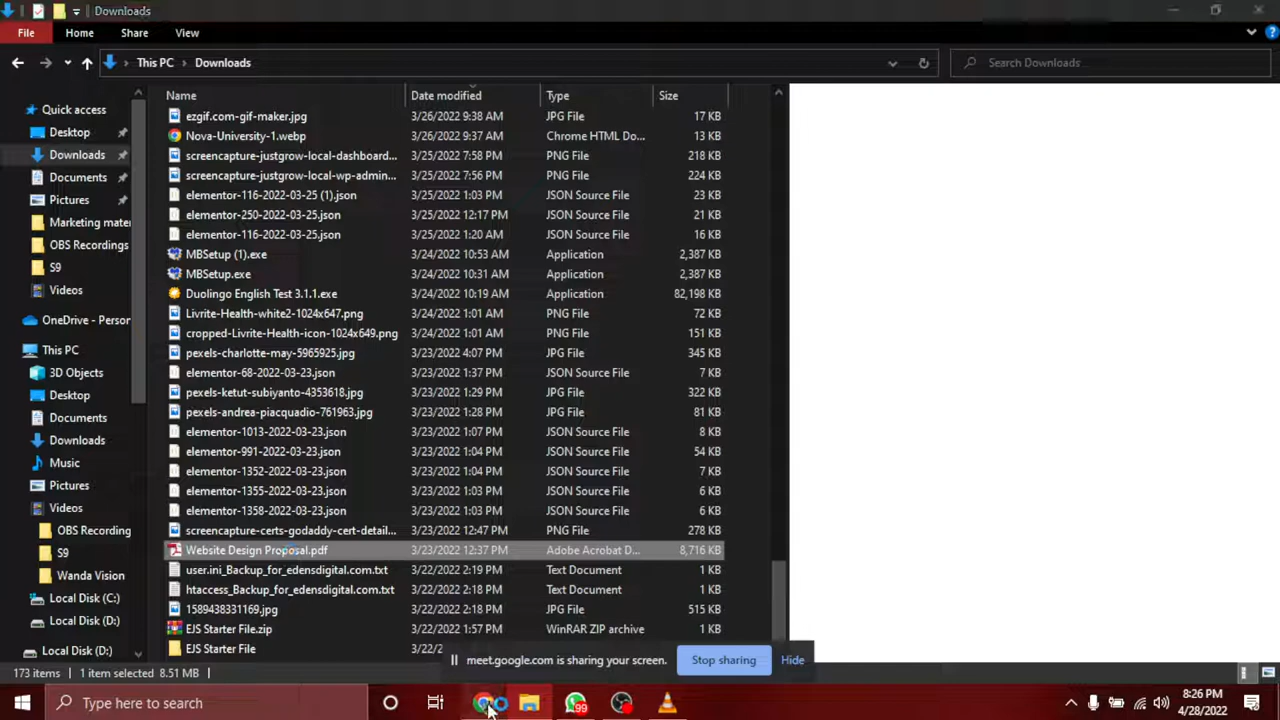 Downloads
File Home Share View
This PC Downloads Search Downloads
Name Date modified Type Size
ezgif.com-gif-maker.jpg 3/26/2022 9:38 AM JPG File 17 KB
Nova-University-1.webp 3/26/2022 9:37 AM Chrome HTML Do... 13 KB
screencapture-justgrow-local-dashboard... 3/25/2022 7:58 PM PNG File 218 KB
screencapture-justgrow-local-wp-admin... 3/25/2022 7:56 PM PNG File 224 KB
elementor-116-2022-03-25 (1).json 3/25/2022 1:03 PM JSON Source File 23 KB
elementor-250-2022-03-25.json 3/25/2022 12:17 PM JSON Source File 21 KB
elementor-116-2022-03-25.json 3/25/2022 1:20 AM JSON Source File 16 KB
MBSetup (1).exe 3/24/2022 10:53 AM Application 2,387 KB
MBSetup.exe 3/24/2022 10:31 AM Application 2,387 KB
Duolingo English Test 3.1.1.exe 3/24/2022 10:19 AM Application 82,198 KB
Livrite-Health-white2-1024x647.png 3/24/2022 1:01 AM PNG File 72 KB
cropped-Livrite-Health-icon-1024x649.png 3/24/2022 1:01 AM PNG File 151 KB
pexels-charlotte-may-5965925.jpg 3/23/2022 4:07 PM JPG File 345 KB
elementor-68-2022-03-23.json 3/23/2022 1:37 PM JSON Source File 7 KB
pexels-ketut-subiyanto-4353618.jpg 3/23/2022 1:29 PM JPG File 322 KB
pexels-andrea-piacquadio-761963.jpg 3/23/2022 1:28 PM JPG File 81 KB
elementor-1013-2022-03-23.json 3/23/2022 1:07 PM JSON Source File 8 KB
elementor-991-2022-03-23.json 3/23/2022 1:04 PM JSON Source File 54 KB
elementor-1352-2022-03-23.json 3/23/2022 1:04 PM JSON Source File 7 KB
elementor-1355-2022-03-23.json 3/23/2022 1:03 PM JSON Source File 6 KB
elementor-1358-2022-03-23.json 3/23/2022 1:03 PM JSON Source File 6 KB
screencapture-certs-godaddy-cert-detail... 3/23/2022 12:47 PM PNG File 278 KB
Website Design Proposal.pdf 3/23/2022 12:37 PM Adobe Acrobat D... 8,716 KB
user.ini_Backup_for_edensdigital.com.txt 3/22/2022 2:19 PM Text Document 1 KB
htaccess_Backup_for_edensdigital.com.txt 3/22/2022 2:18 PM Text Document 1 KB
1589438331169.jpg 3/22/2022 2:18 PM JPG File 515 KB
EJS Starter File.zip 3/22/2022 1:57 PM WinRAR ZIP archive 1 KB
EJS Starter File 3/22/2
Quick access
Desktop
Downloads
Documents
Pictures
Marketing mater
OBS Recordings
S9
Videos
OneDrive - Person
This PC
3D Objects
Desktop
Documents
Downloads
Music
Pictures
Videos
OBS Recording
S9
Wanda Vision
Local Disk (C:)
Local Disk (D:)
Local Disk (D:)
meet.google.com is sharing your screen. Stop sharing Hide
173 items 1 item selected 8.51 MB
Type here to search 99
8:26 PM
4/28/2022